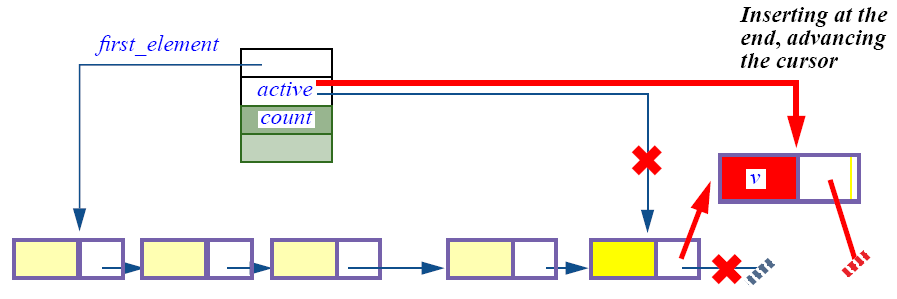 Inserting at the
end, advancing
the cursor
first_element
active
count
v